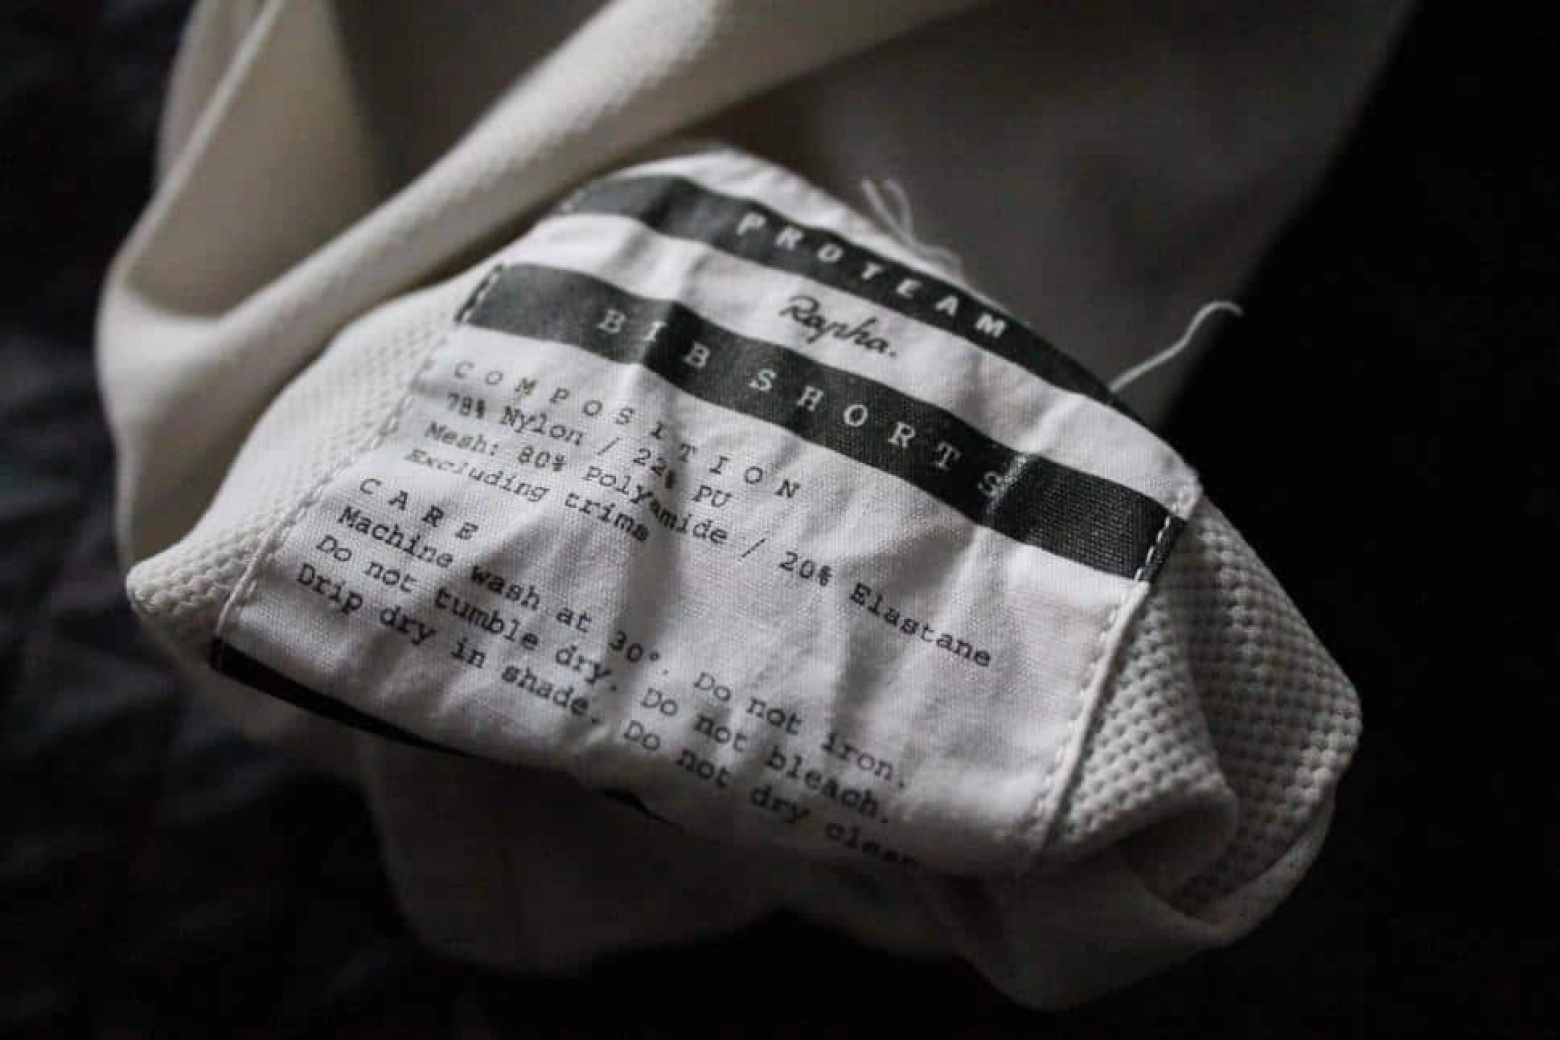 PRO TEAM
Rapha.
BIB SHORTS
COMPOSITION
78% Nylon / 22% PU
Mesh: 80% Polyamide / 20% Elastane
Excluding trims
CARE
Machine wash at 30°. Do not iron.
Do not tumble dry. Do not bleach.
Drip dry in shade. Do not dry clean